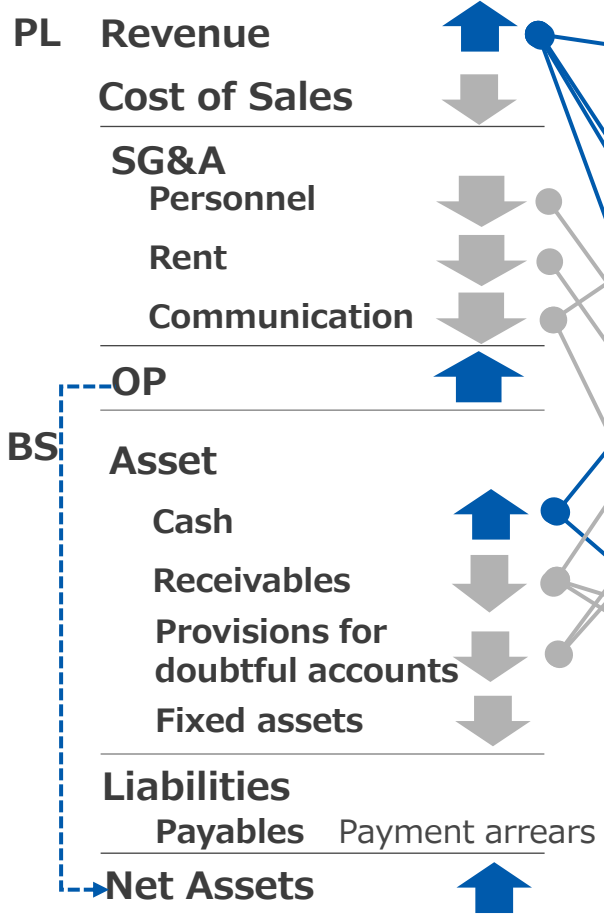 PL Revenue
Cost of Sales
SG&A
Personnel
Rent
Communication
OP
BS
Asset
Cash
Receivables
Provisions for
doubtful accounts
Fixed assets
Liabilities
Payables Payment arrears
Net Assets